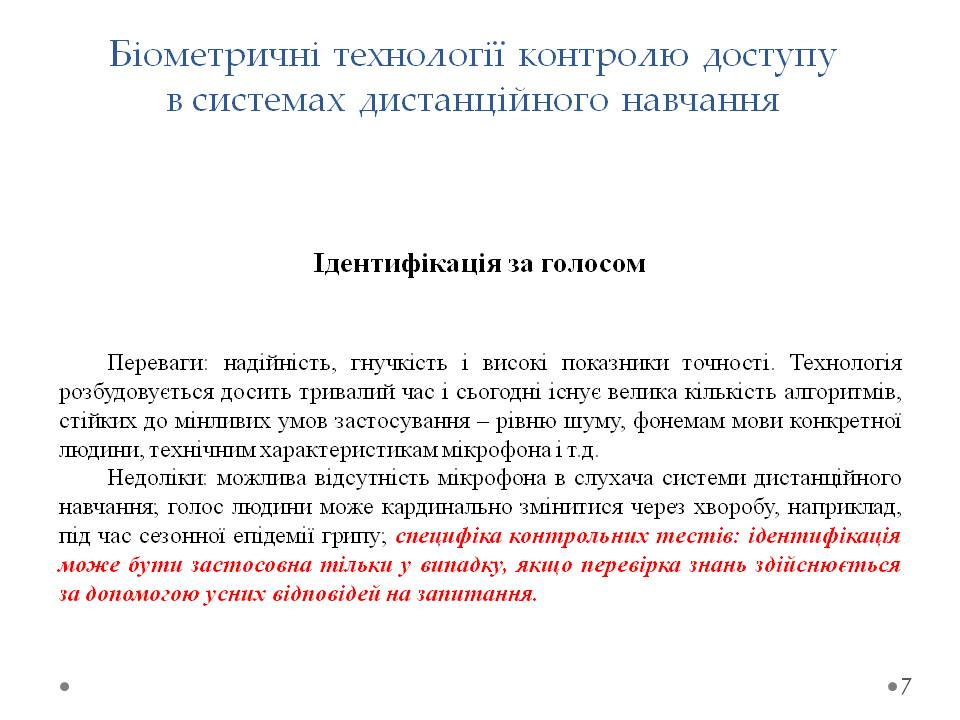 Біометричні технології контролю доступу
в системах дистанційного навчання
Ідентифікація за голосом
Переваги: надійність, гнучкість і високі показники точності. Технологія
розбудовується досить тривалий час і сьогодні існує велика кількість алгоритмів,
стійких до мінливих умов застосування – рівню шуму, фонемам мови конкретної
людини, технічним характеристикам мікрофона і т.д.
Недоліки: можлива відсутність мікрофона в слухача системи дистанційного
навчання; голос людини може кардинально змінитися через хворобу, наприклад,
під час сезонної епідемії грипу; специфіка контрольних тестів: ідентифікація
може бути застосовна тільки у випадку, якщо перевірка знань здійснюється
за допомогою усних відповідей на запитання.
7